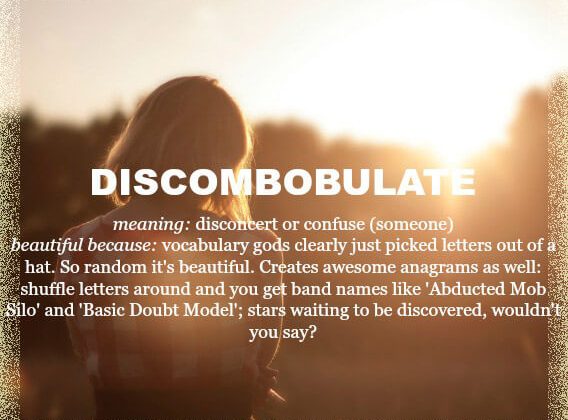 DISCOMBOBULATE
meaning: disconcert or confuse (someone)
beautiful because: vocabulary gods clearly just picked letters out of a
hat. So random it's beautiful. Creates awesome anagrams as well:
shuffle letters around and you get band names like 'Abducted Mob
Silo' and 'Basic Doubt Model'; stars waiting to be discovered, wouldn't
you say?